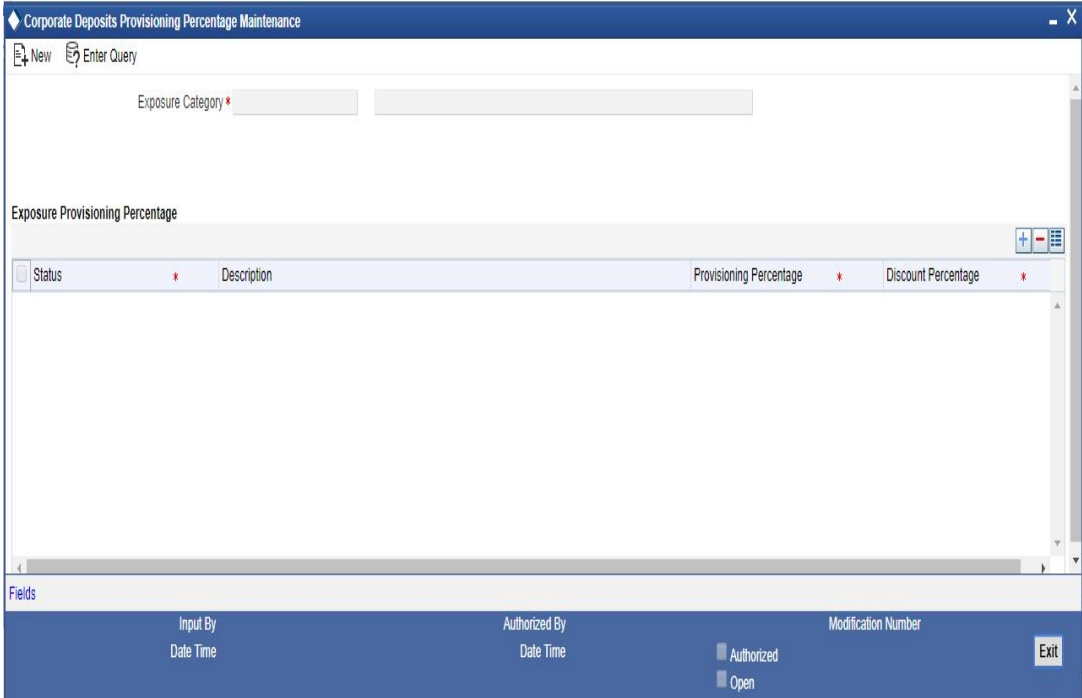 Corporate Deposits Provisioning Percentage Maintenance
New Enter Query
Exposure Category *
Exposure Provisioning Percentage
Status * Description Provisioning Percentage * Discount Percentage *
Fields
Input By Authorized By Modification Number
Date Time Date Time Authorized Exit
Open